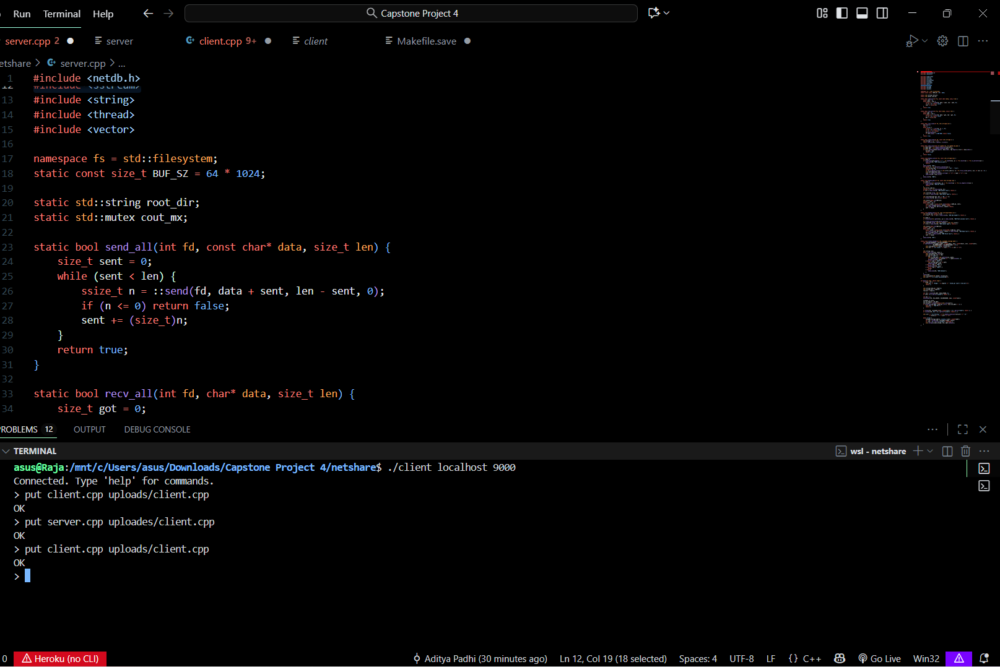 Run Terminal Help Capstone Project 4
server.cpp 2 server client.cpp 9+ client Makefile.save
etshare > server.cpp > ...
1 #include <netdb.h>
12 #include <sstream>
13 #include <string>
14 #include <thread>
15 #include <vector>
16
17 namespace fs = std::filesystem;
18 static const size_t BUF_SZ = 64 * 1024;
19
20 static std::string root_dir;
21 static std::mutex cout_mx;
22
23 static bool send_all(int fd, const char* data, size_t len) {
24 size_t sent = 0;
25 while (sent < len) {
26 ssize_t n = ::send(fd, data + sent, len - sent, 0);
27 if (n <= 0) return false;
28 sent += (size_t)n;
29 }
30 return true;
31 }
32
33 static bool recv_all(int fd, char* data, size_t len) {
34 size_t got = 0;
PROBLEMS 12 OUTPUT DEBUG CONSOLE
TERMINAL wsl - netshare
asus@Raja:/mnt/c/Users/asus/Downloads/Capstone Project 4/netshare$ ./client localhost 9000
Connected. Type 'help' for commands.
> put client.cpp uploads/client.cpp
OK
> put server.cpp uploades/client.cpp
OK
> put client.cpp uploads/client.cpp
OK
>
0 Heroku (no CLI) Aditya Padhi (30 minutes ago) Ln 12, Col 19 (18 selected) Spaces: 4 UTF-8 LF {} C++ Go Live Win32